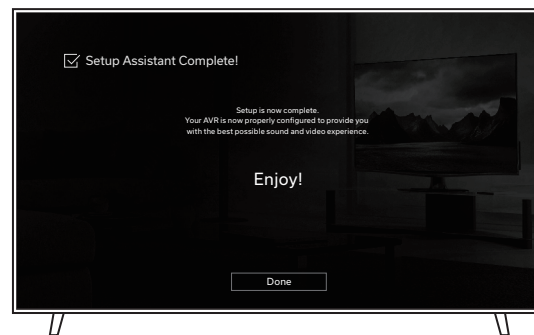 Setup Assistant Complete!
Setup is now complete.
Your AVR is now properly configured to provide you
with the best possible sound and video experience.
Enjoy!
Done